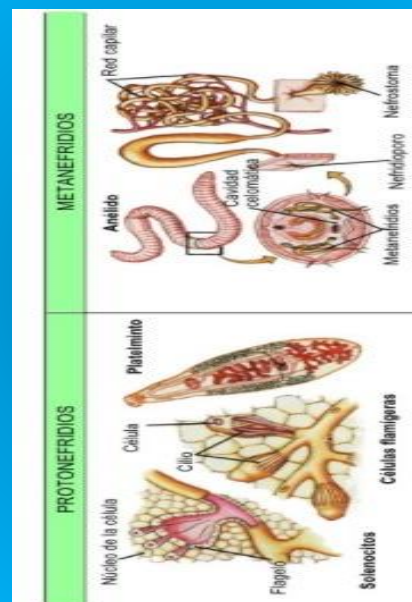 PROTONEFRIDIOS
Núcleo de la célula
Flagelo
Solenocitos
Célula
Cilio
Células flamígeras
Platelminto
METANEFRIDIOS
Anélido
Red capilar
Cavidad
celomática
Nefrostoma
Nefridioporo
Metanefridios